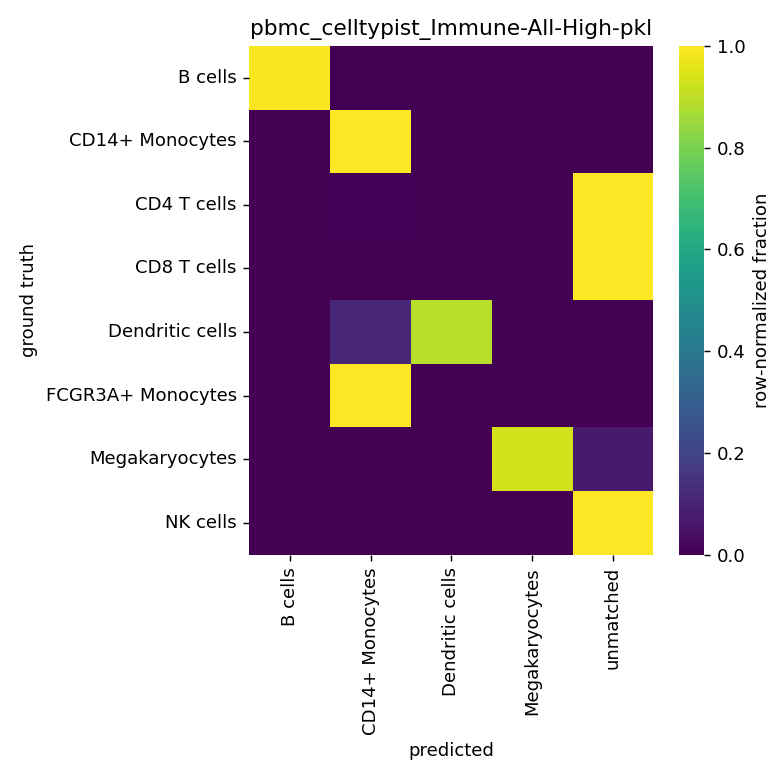 pbmc_celltypist_Immune-All-High-pkl
B cells
CD14+ Monocytes
CD4 T cells
CD8 T cells
Dendritic cells
FCGR3A+ Monocytes
Megakaryocytes
NK cells
ground truth
B cells
CD14+ Monocytes
Dendritic cells
Megakaryocytes
unmatched
predicted
1.0
0.8
0.6
0.4
0.2
0.0
row-normalized fraction